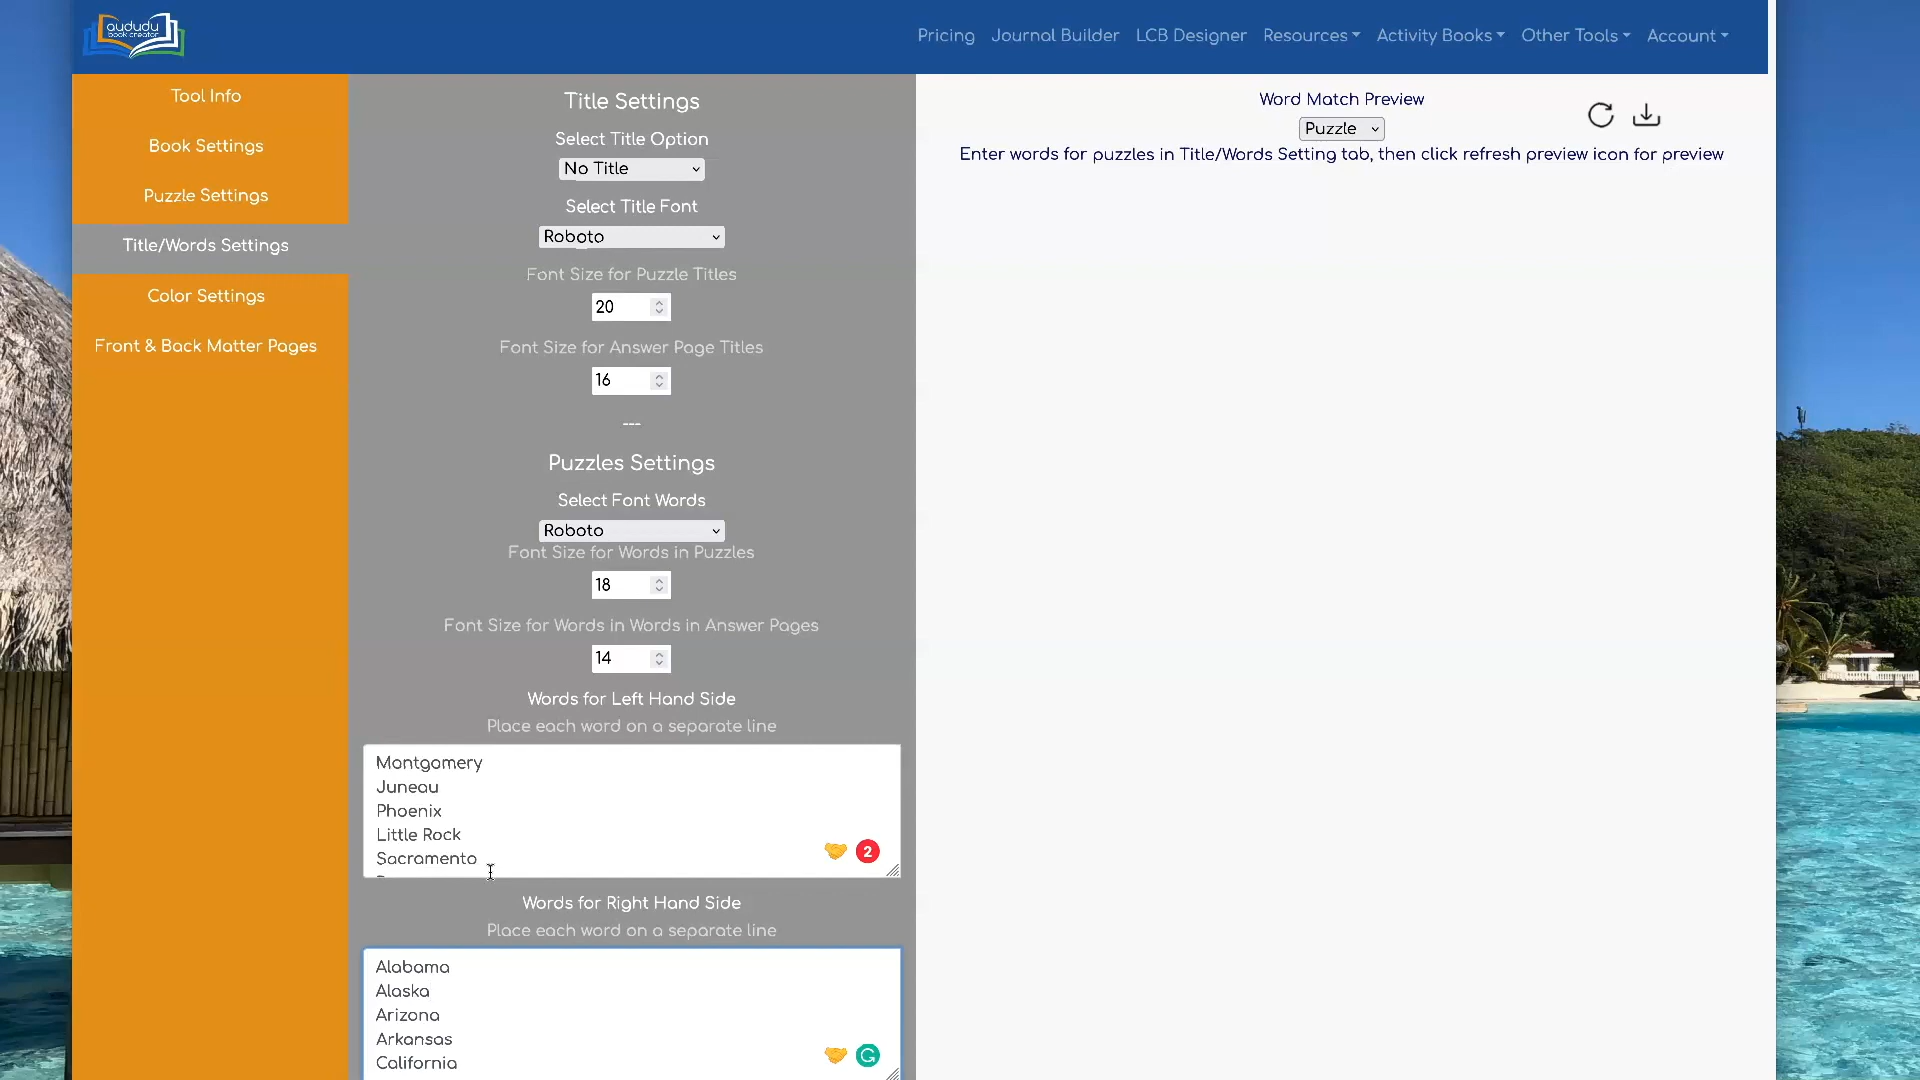 aududu
book creator
Pricing
Journal Builder
LCB Designer
Resources
Activity Books
Other Tools
Account
Tool Info
Book Settings
Puzzle Settings
Title/Words Settings
Color Settings
Front & Back Matter Pages
Title Settings
Select Title Option
No Title
Select Title Font
Roboto
Font Size for Puzzle Titles
20
Font Size for Answer Page Titles
16
---
Puzzles Settings
Select Font Words
Roboto
Font Size for Words in Puzzles
18
Font Size for Words in Words in Answer Pages
14
Words for Left Hand Side
Place each word on a separate line
Montgomery
Juneau
Phoenix
Little Rock
Sacramento
2
Words for Right Hand Side
Place each word on a separate line
Alabama
Alaska
Arizona
Arkansas
California
Word Match Preview
Puzzle
Enter words for puzzles in Title/Words Setting tab, then click refresh preview icon for preview